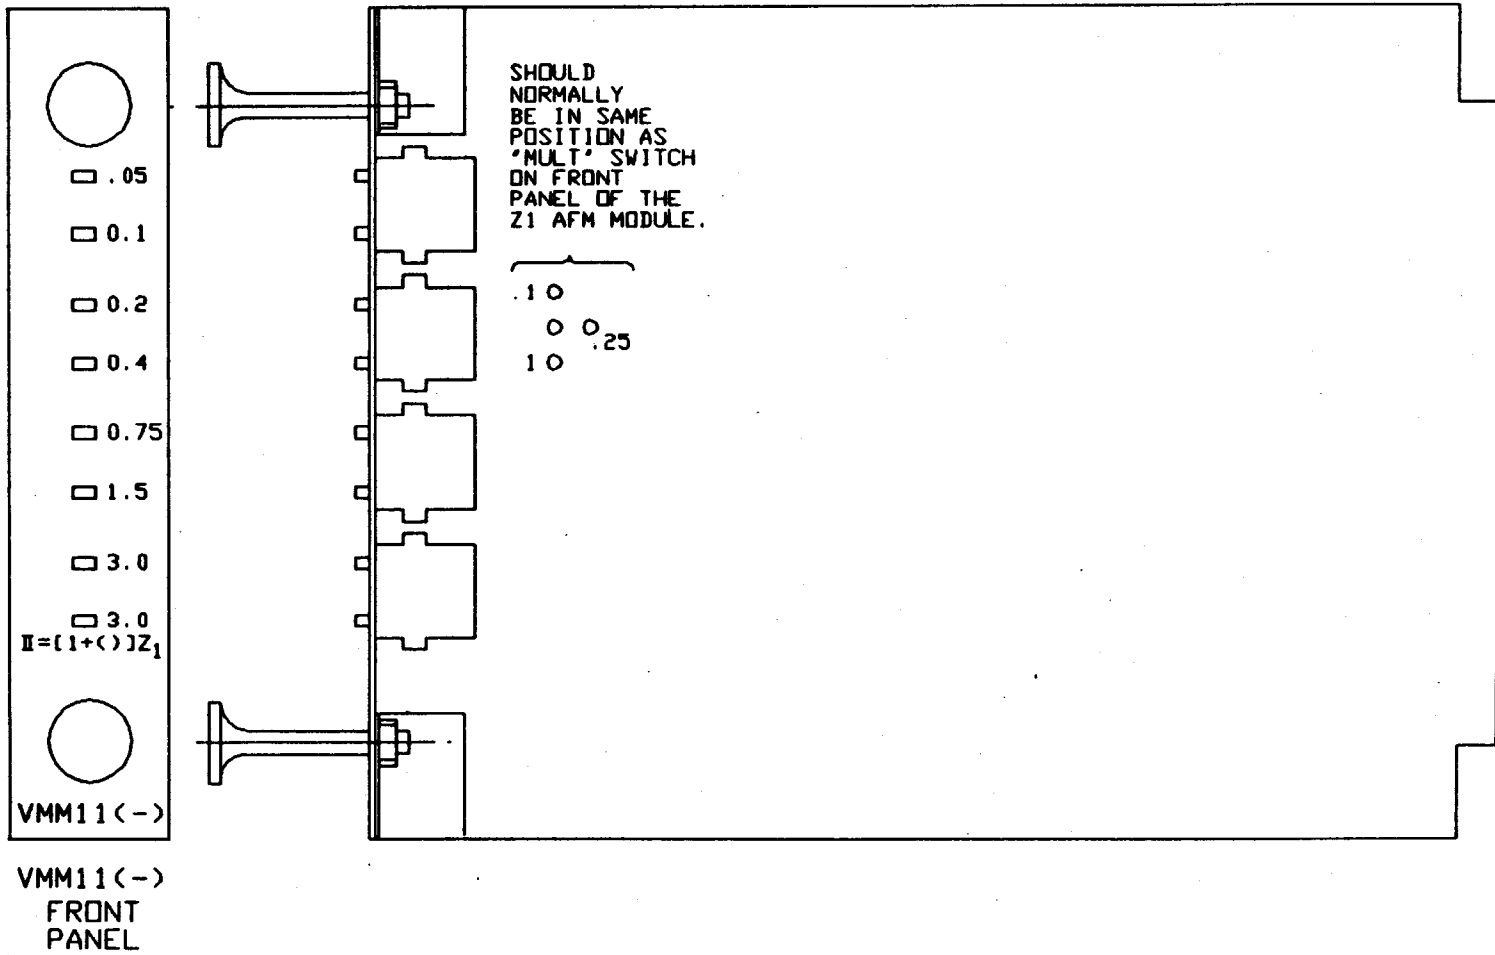 .05
0.1
0.2
0.4
0.75
1.5
3.0
3.0
II=[1+()]Z1
VMM11(-)
VMM11(-)
FRONT
PANEL
SHOULD
NORMALLY
BE IN SAME
POSITION AS
'MULT' SWITCH
ON FRONT
PANEL OF THE
Z1 AFM MODULE.
.1
.25
1